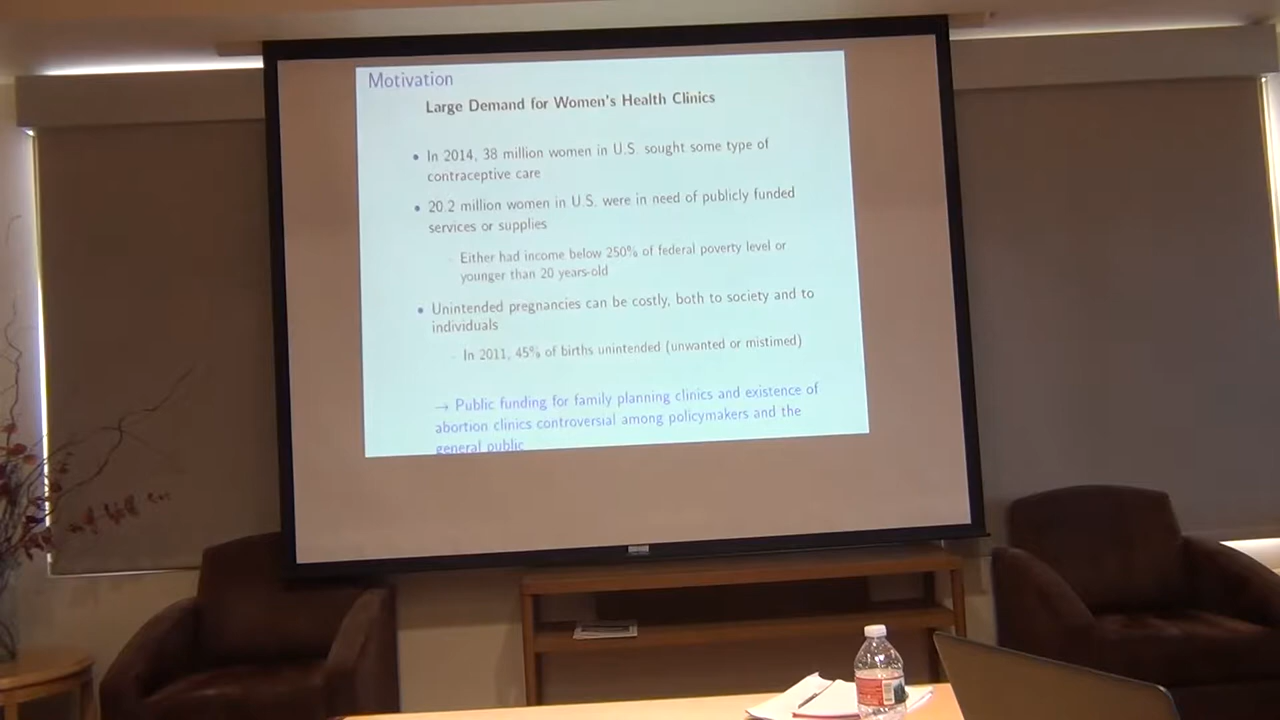 Motivation
Large Demand for Women's Health Clinics
• In 2014, 38 million women in U.S. sought some type of
contraceptive care
• 20.2 million women in U.S. were in need of publicly funded
services or supplies
- Either had income below 250% of federal poverty level or
younger than 20 years-old
• Unintended pregnancies can be costly, both to society and to
individuals
- In 2011, 45% of births unintended (unwanted or mistimed)
→ Public funding for family planning clinics and existence of
abortion clinics controversial among policymakers and the
general public